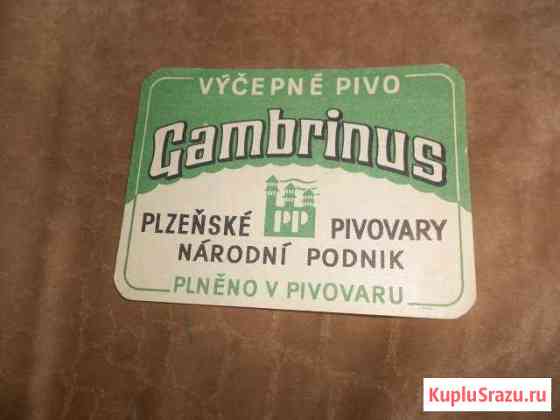 VÝČEPNÉ PIVO
Gambrinus
PLZEŇSKÉ PP PIVOVARY
NÁRODNÍ PODNIK
PLNĚNO V PIVOVARU
KupluSrazu.ru